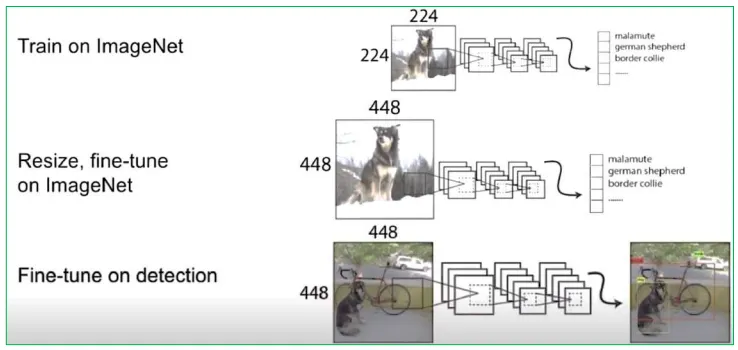 Train on ImageNet
224
224
malamute
german shepherd
border collie
......
Resize, fine-tune
on ImageNet
448
448
malamute
german shepherd
border collie
......
Fine-tune on detection
448
448